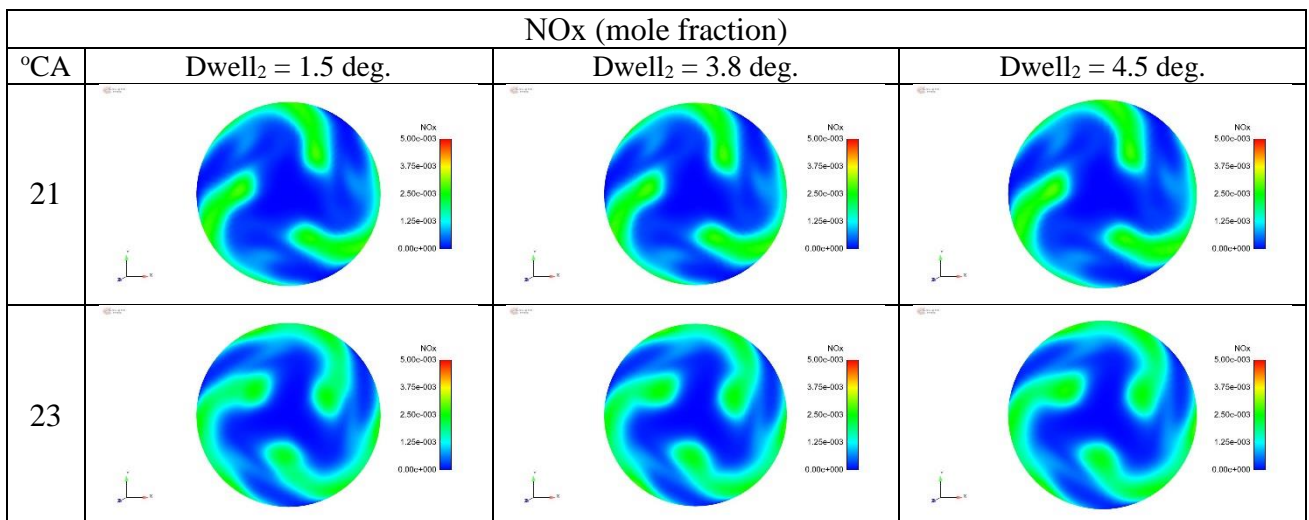 NOx (mole fraction)
ºCA Dwell₂ = 1.5 deg. Dwell₂ = 3.8 deg. Dwell₂ = 4.5 deg.
21
NOx
5.00e-003
3.75e-003
2.50e-003
1.25e-003
0.00e+000
NOx
5.00e-003
3.75e-003
2.50e-003
1.25e-003
0.00e+000
NOx
5.00e-003
3.75e-003
2.50e-003
1.25e-003
0.00e+000
23
NOx
5.00e-003
3.75e-003
2.50e-003
1.25e-003
0.00e+000
NOx
5.00e-003
3.75e-003
2.50e-003
1.25e-003
0.00e+000
NOx
5.00e-003
3.75e-003
2.50e-003
1.25e-003
0.00e+000